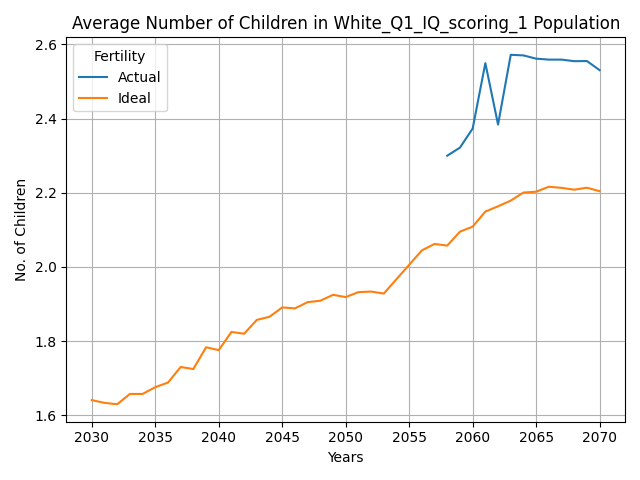 Average Number of Children in White_Q1_IQ_scoring_1 Population
Fertility
Actual
Ideal
No. of Children
2.6
2.4
2.2
2.0
1.8
1.6
2030 2035 2040 2045 2050 2055 2060 2065 2070
Years